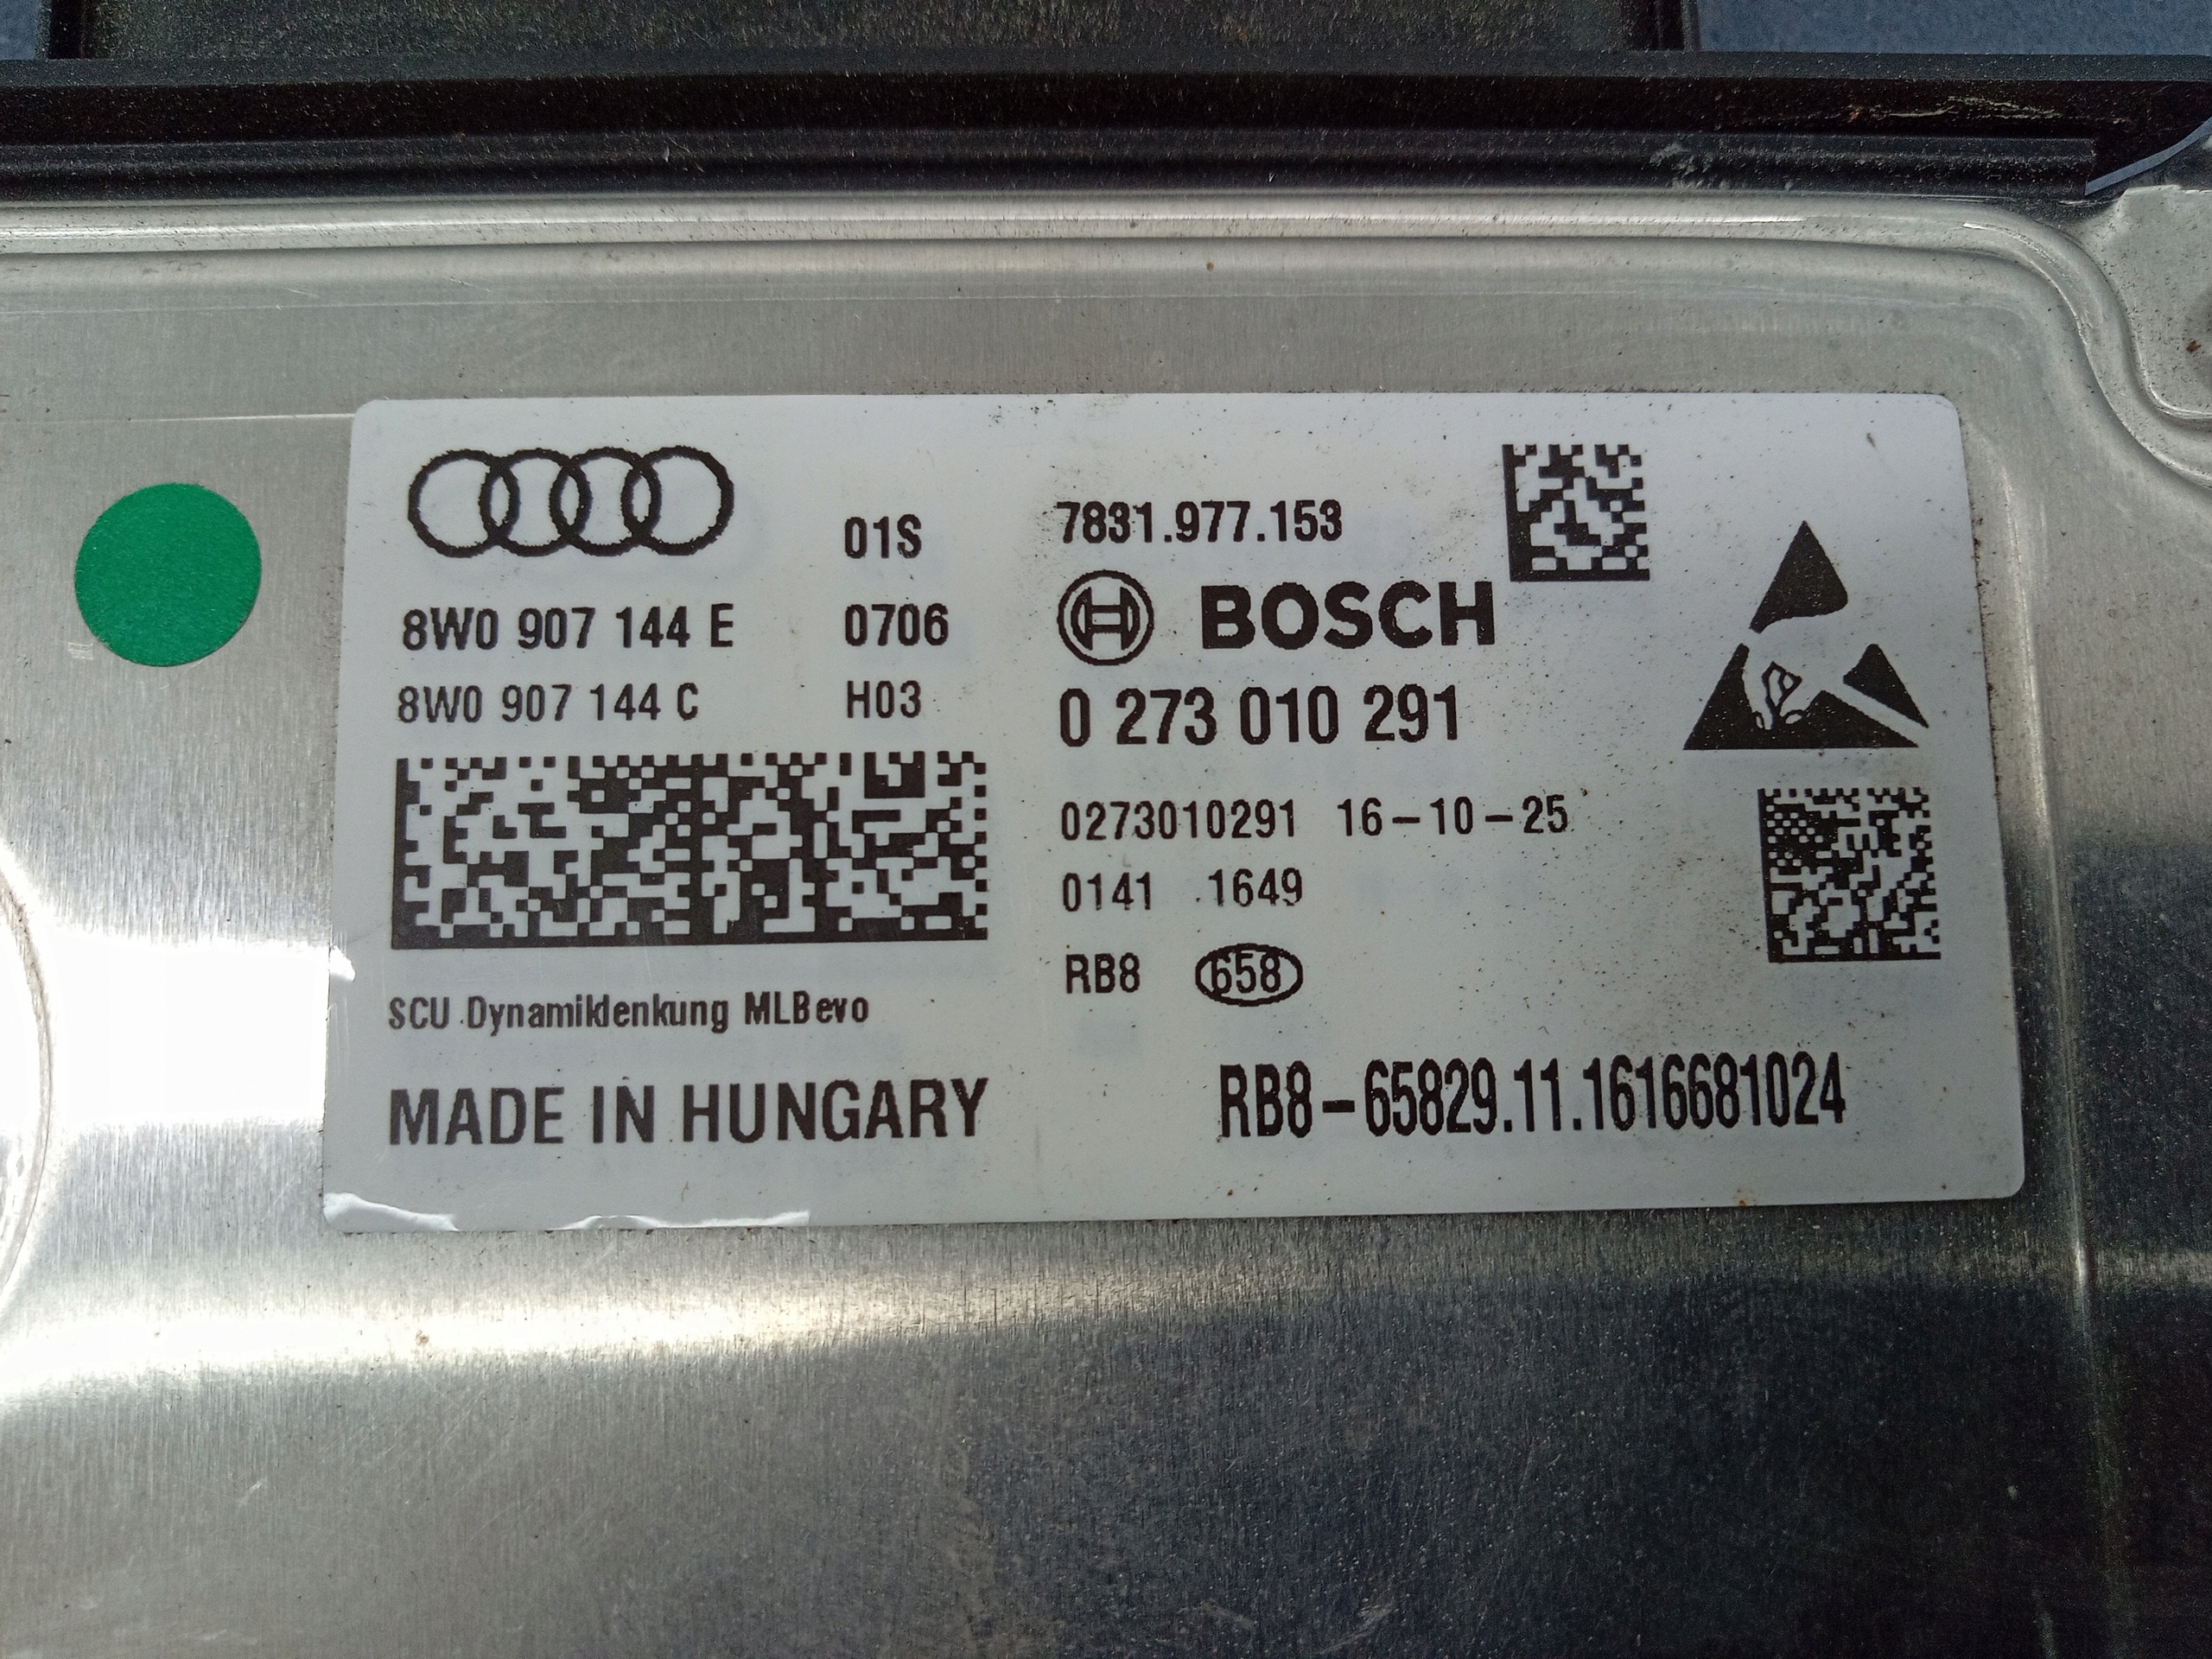 01S
8W0 907 144 E 0706
8W0 907 144 C H03
SCU Dynamiklenkung MLBevo
MADE IN HUNGARY
7831.977.153
BOSCH
0 273 010 291
0273010291 16-10-25
0141 1649
RB8 658
RB8-65829.11.1616681024